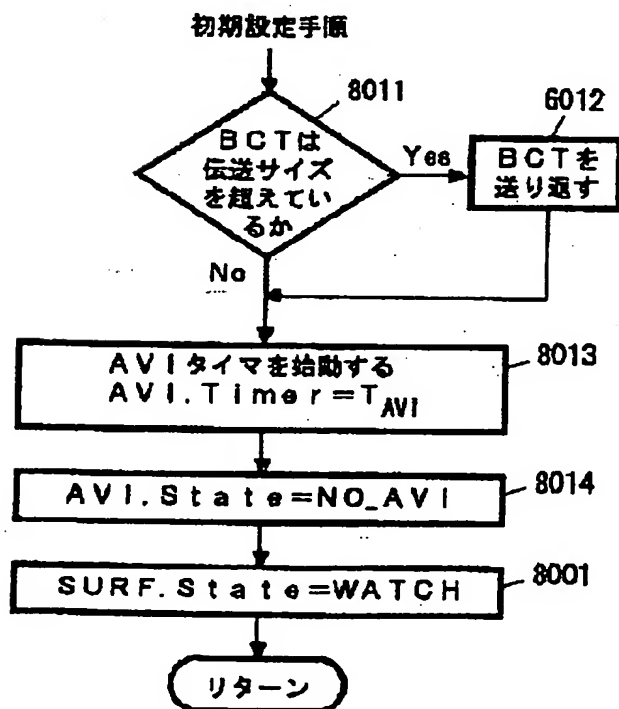 初期設定手順
8011
6012
BCTは
伝送サイズ
を超えてい
るか
Yes
BCTを
送り返す
No
AVIタイマを始動する
AVI.Timer=T_AVI
8013
AVI.State=NO_AVI
8014
SURF.State=WATCH
8001
リターン